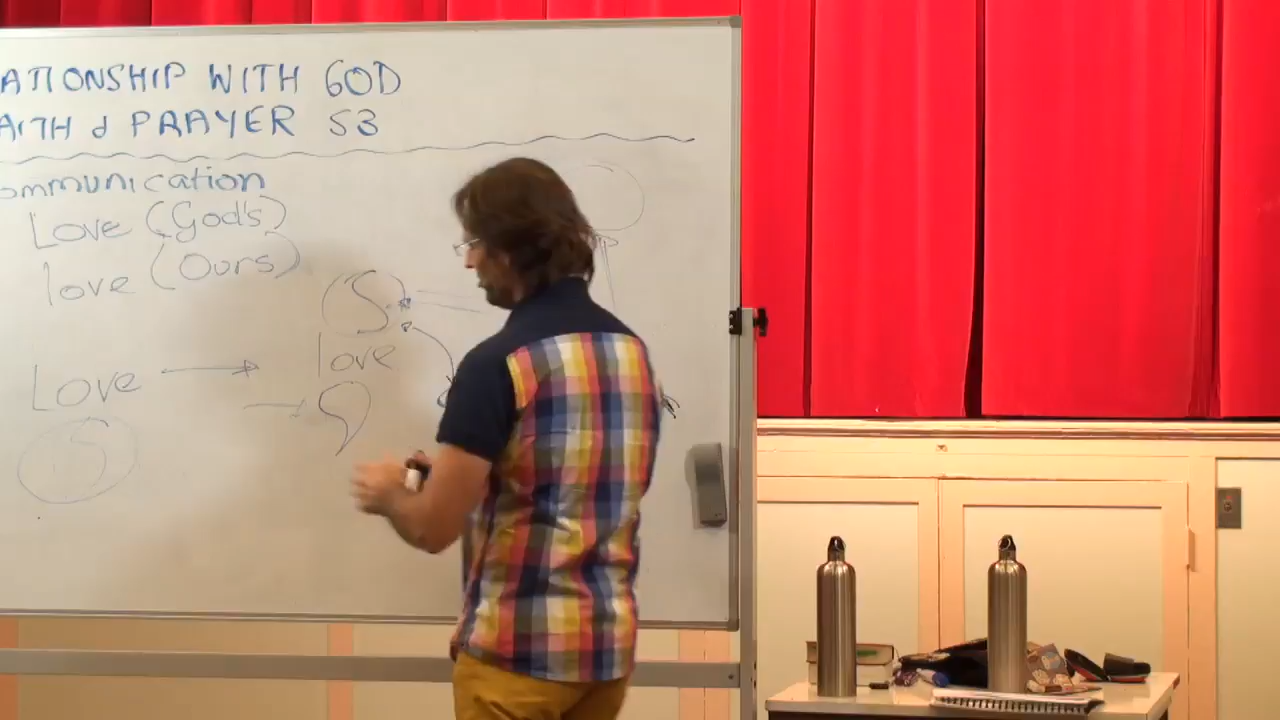 ATIONSHIP WITH GOD
AITH & PRAYER S3
ommunication
Love (God's)
love (Ours)
S
love
Love
S